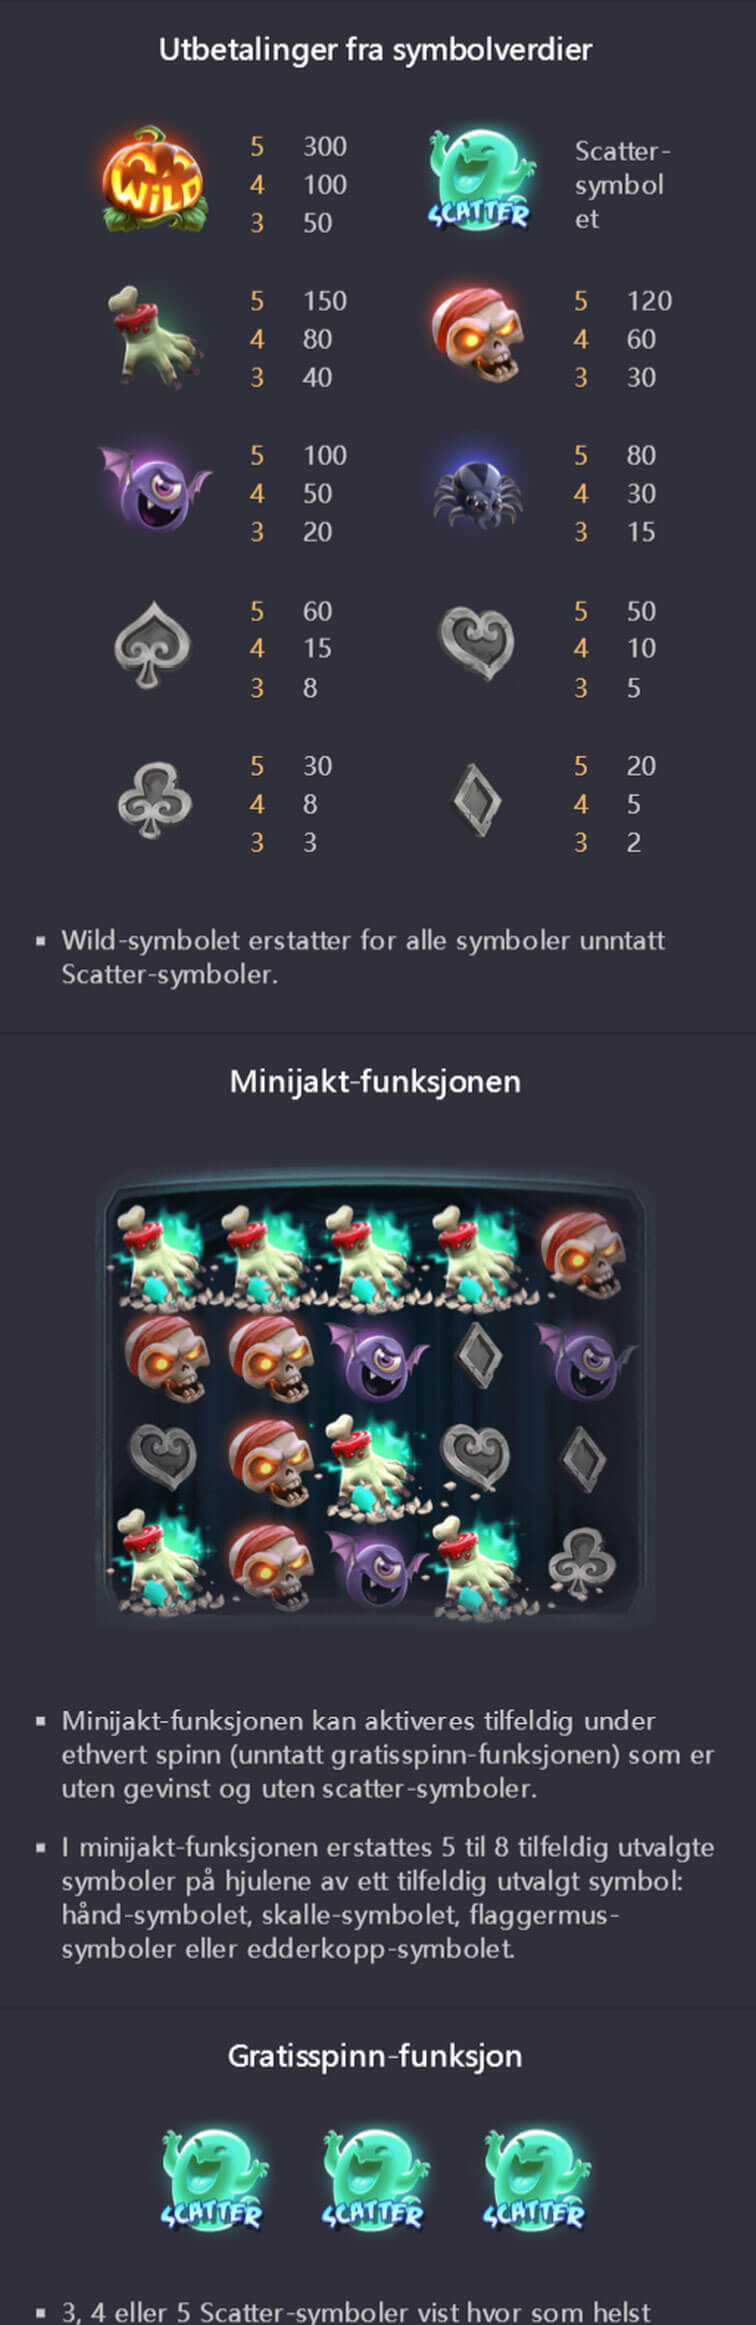 Utbetalinger fra symbolverdier
WiLD
5 300
4 100
3 50
SCATTER
Scatter-
symbol
et
5 150
4 80
3 40
5 120
4 60
3 30
5 100
4 50
3 20
5 80
4 30
3 15
5 60
4 15
3 8
5 50
4 10
3 5
5 30
4 8
3 3
5 20
4 5
3 2
▪ Wild-symbolet erstatter for alle symboler unntatt
Scatter-symboler.
Minijakt-funksjonen
▪ Minijakt-funksjonen kan aktiveres tilfeldig under
ethvert spinn (unntatt gratisspinn-funksjonen) som er
uten gevinst og uten scatter-symboler.
▪ I minijakt-funksjonen erstattes 5 til 8 tilfeldig utvalgte
symboler på hjulene av ett tilfeldig utvalgt symbol:
hånd-symbolet, skalle-symbolet, flaggermus-
symboler eller edderkopp-symbolet.
Gratisspinn-funksjon
SCATTER SCATTER SCATTER
▪ 3, 4 eller 5 Scatter-symboler vist hvor som helst